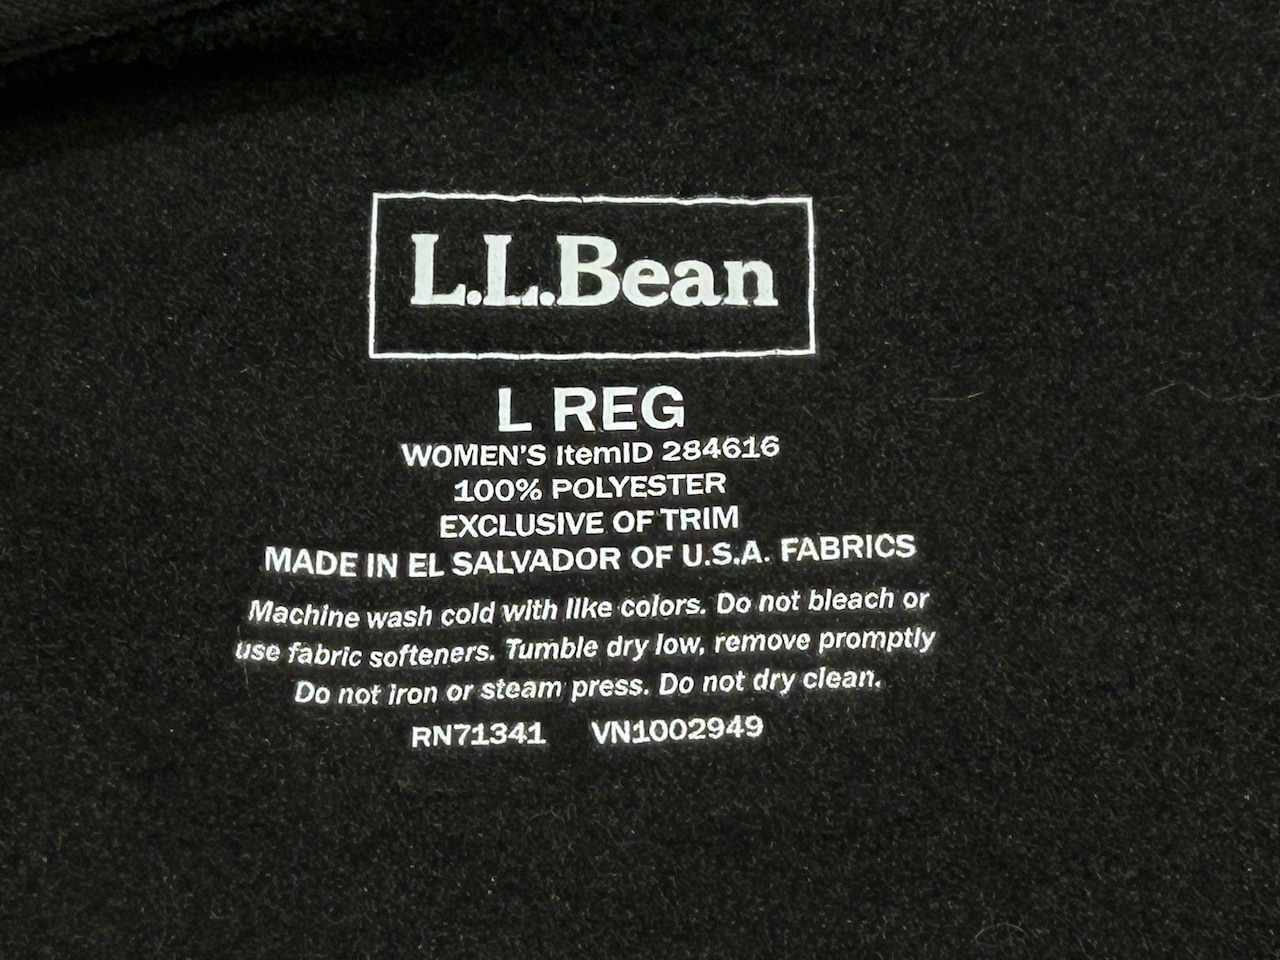 L.L.Bean
L REG
WOMEN'S ItemID 284616
100% POLYESTER
EXCLUSIVE OF TRIM
MADE IN EL SALVADOR OF U.S.A. FABRICS
Machine wash cold with like colors. Do not bleach or
use fabric softeners. Tumble dry low, remove promptly
Do not iron or steam press. Do not dry clean.
RN71341 VN1002949